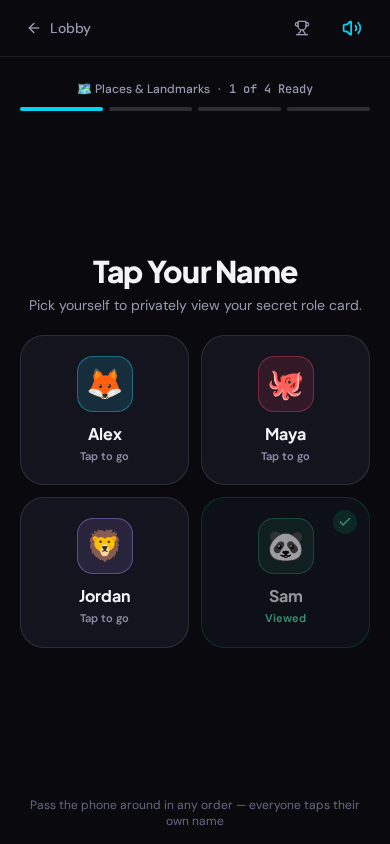 Lobby
🗺️ Places & Landmarks · 1 of 4 Ready
Tap Your Name
Pick yourself to privately view your secret role card.
Alex
Tap to go
Maya
Tap to go
Jordan
Tap to go
Sam
Viewed
Pass the phone around in any order — everyone taps their
own name